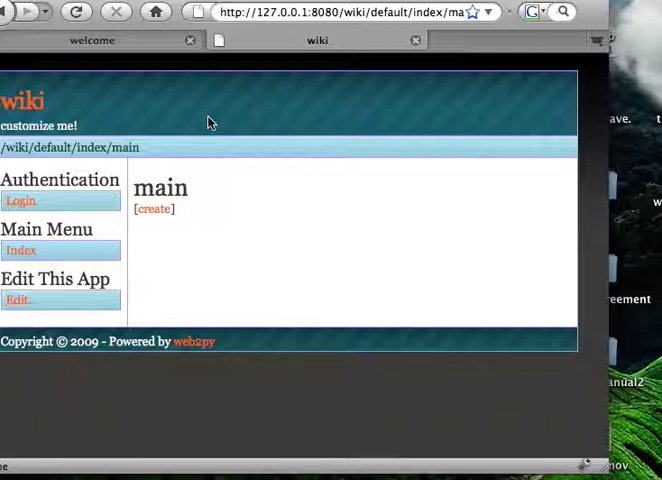 http://127.0.0.1:8080/wiki/default/index/ma
G
welcome
wiki
wiki
customize me!
/wiki/default/index/main
Authentication
Login
Main Menu
Index
Edit This App
Edit
main
[create]
Copyright © 2009 - Powered by web2py
ave.
t
w
reement
anual2
nov
ne